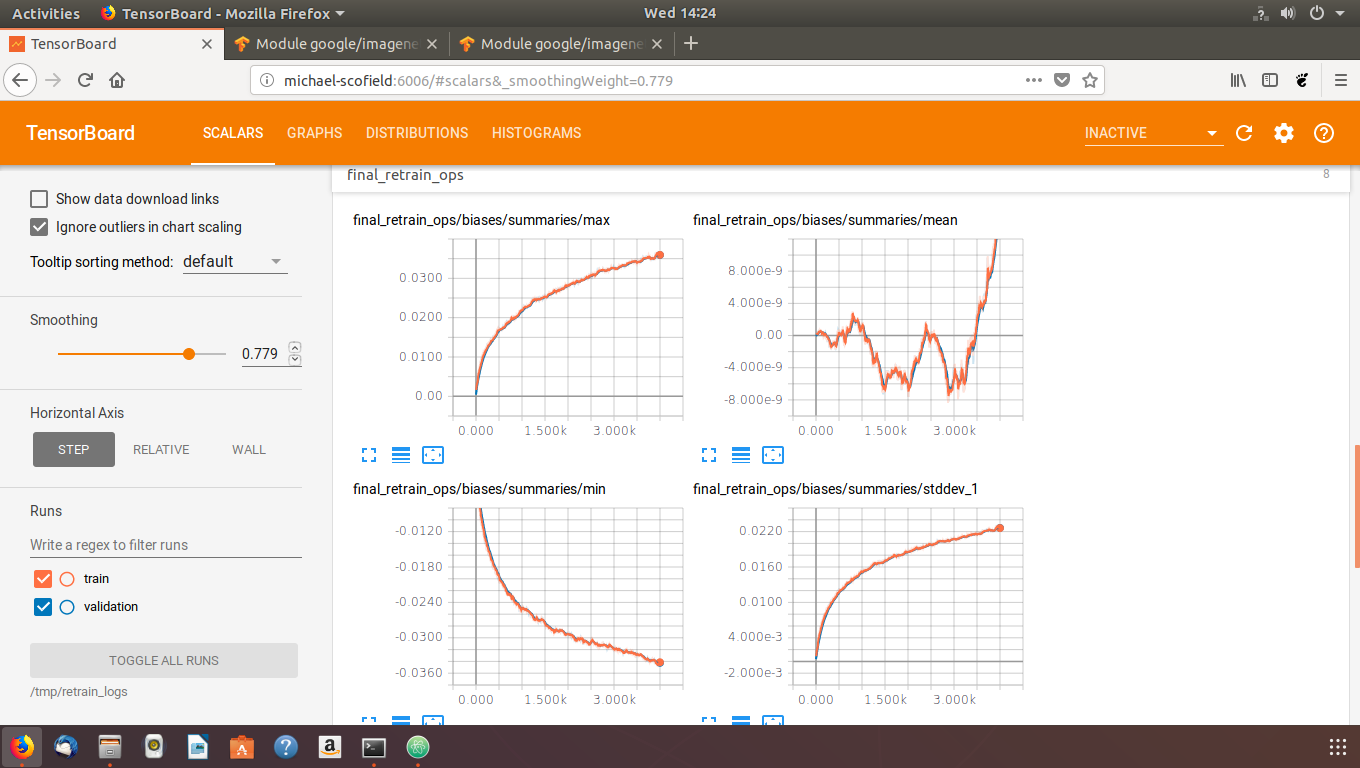 Activities TensorBoard - Mozilla Firefox Wed 14:24
TensorBoard Module google/imagene Module google/imagene
michael-scofield:6006/#scalars&_smoothingWeight=0.779
TensorBoard SCALARS GRAPHS DISTRIBUTIONS HISTOGRAMS INACTIVE
Show data download links
Ignore outliers in chart scaling
Tooltip sorting method: default
Smoothing
0.779
Horizontal Axis
STEP RELATIVE WALL
Runs
Write a regex to filter runs
train
validation
TOGGLE ALL RUNS
/tmp/retrain_logs
final_retrain_ops 8
final_retrain_ops/biases/summaries/max
0.0300
0.0200
0.0100
0.00
0.000 1.500k 3.000k
final_retrain_ops/biases/summaries/mean
8.000e-9
4.000e-9
0.00
-4.000e-9
-8.000e-9
0.000 1.500k 3.000k
final_retrain_ops/biases/summaries/min
-0.0120
-0.0180
-0.0240
-0.0300
-0.0360
0.000 1.500k 3.000k
final_retrain_ops/biases/summaries/stddev_1
0.0220
0.0160
0.0100
4.000e-3
-2.000e-3
0.000 1.500k 3.000k